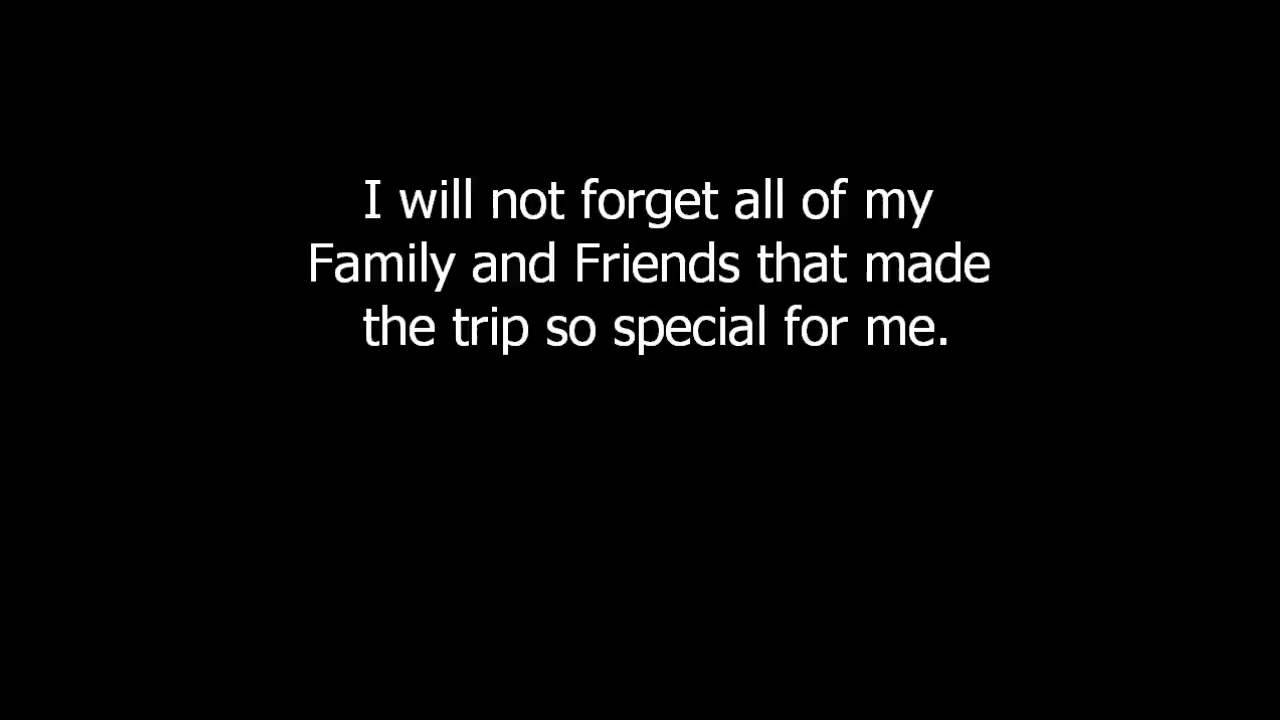 I will not forget all of my
Family and Friends that made
the trip so special for me.